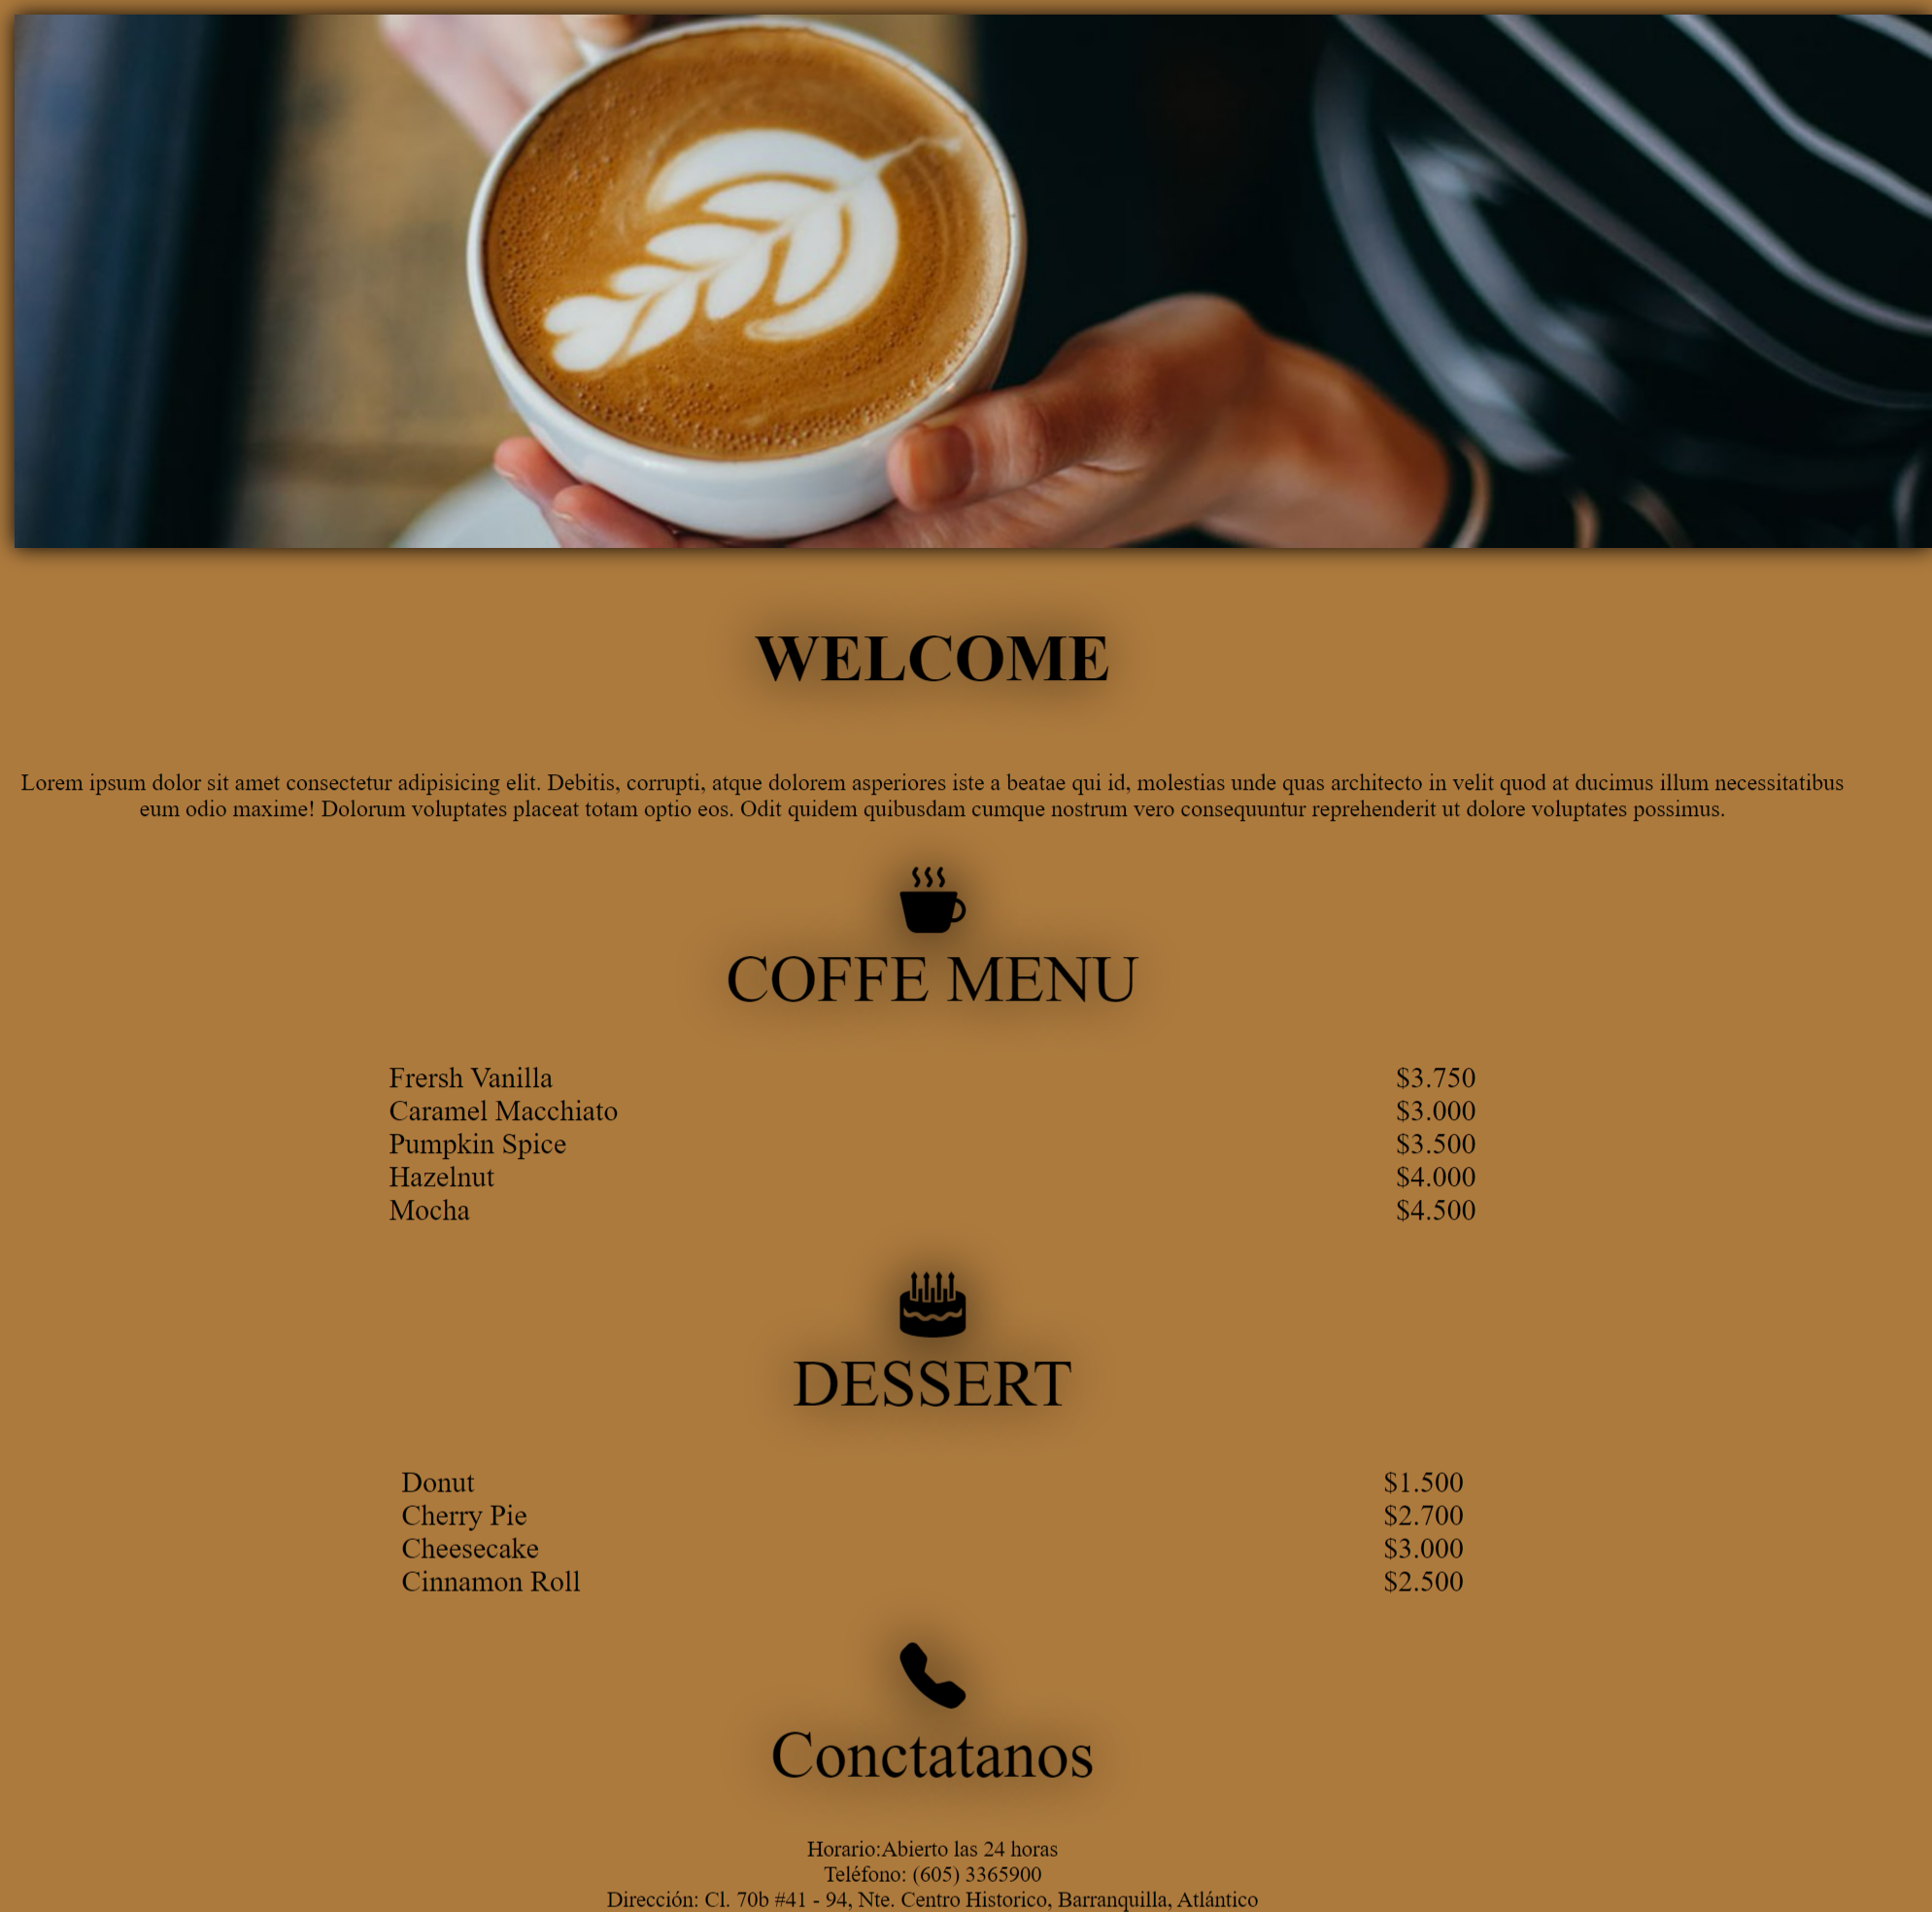 WELCOME
Lorem ipsum dolor sit amet consectetur adipisicing elit. Debitis, corrupti, atque dolorem asperiores iste a beatae qui id, molestias unde quas architecto in velit quod at ducimus illum necessitatibus
eum odio maxime! Dolorum voluptates placeat totam optio eos. Odit quidem quibusdam cumque nostrum vero consequuntur reprehenderit ut dolore voluptates possimus.
COFFE MENU
Frersh Vanilla $3.750
Caramel Macchiato $3.000
Pumpkin Spice $3.500
Hazelnut $4.000
Mocha $4.500
DESSERT
Donut $1.500
Cherry Pie $2.700
Cheesecake $3.000
Cinnamon Roll $2.500
Conctatanos
Horario:Abierto las 24 horas
Teléfono: (605) 3365900
Dirección: Cl. 70b #41 - 94, Nte. Centro Historico, Barranquilla, Atlántico